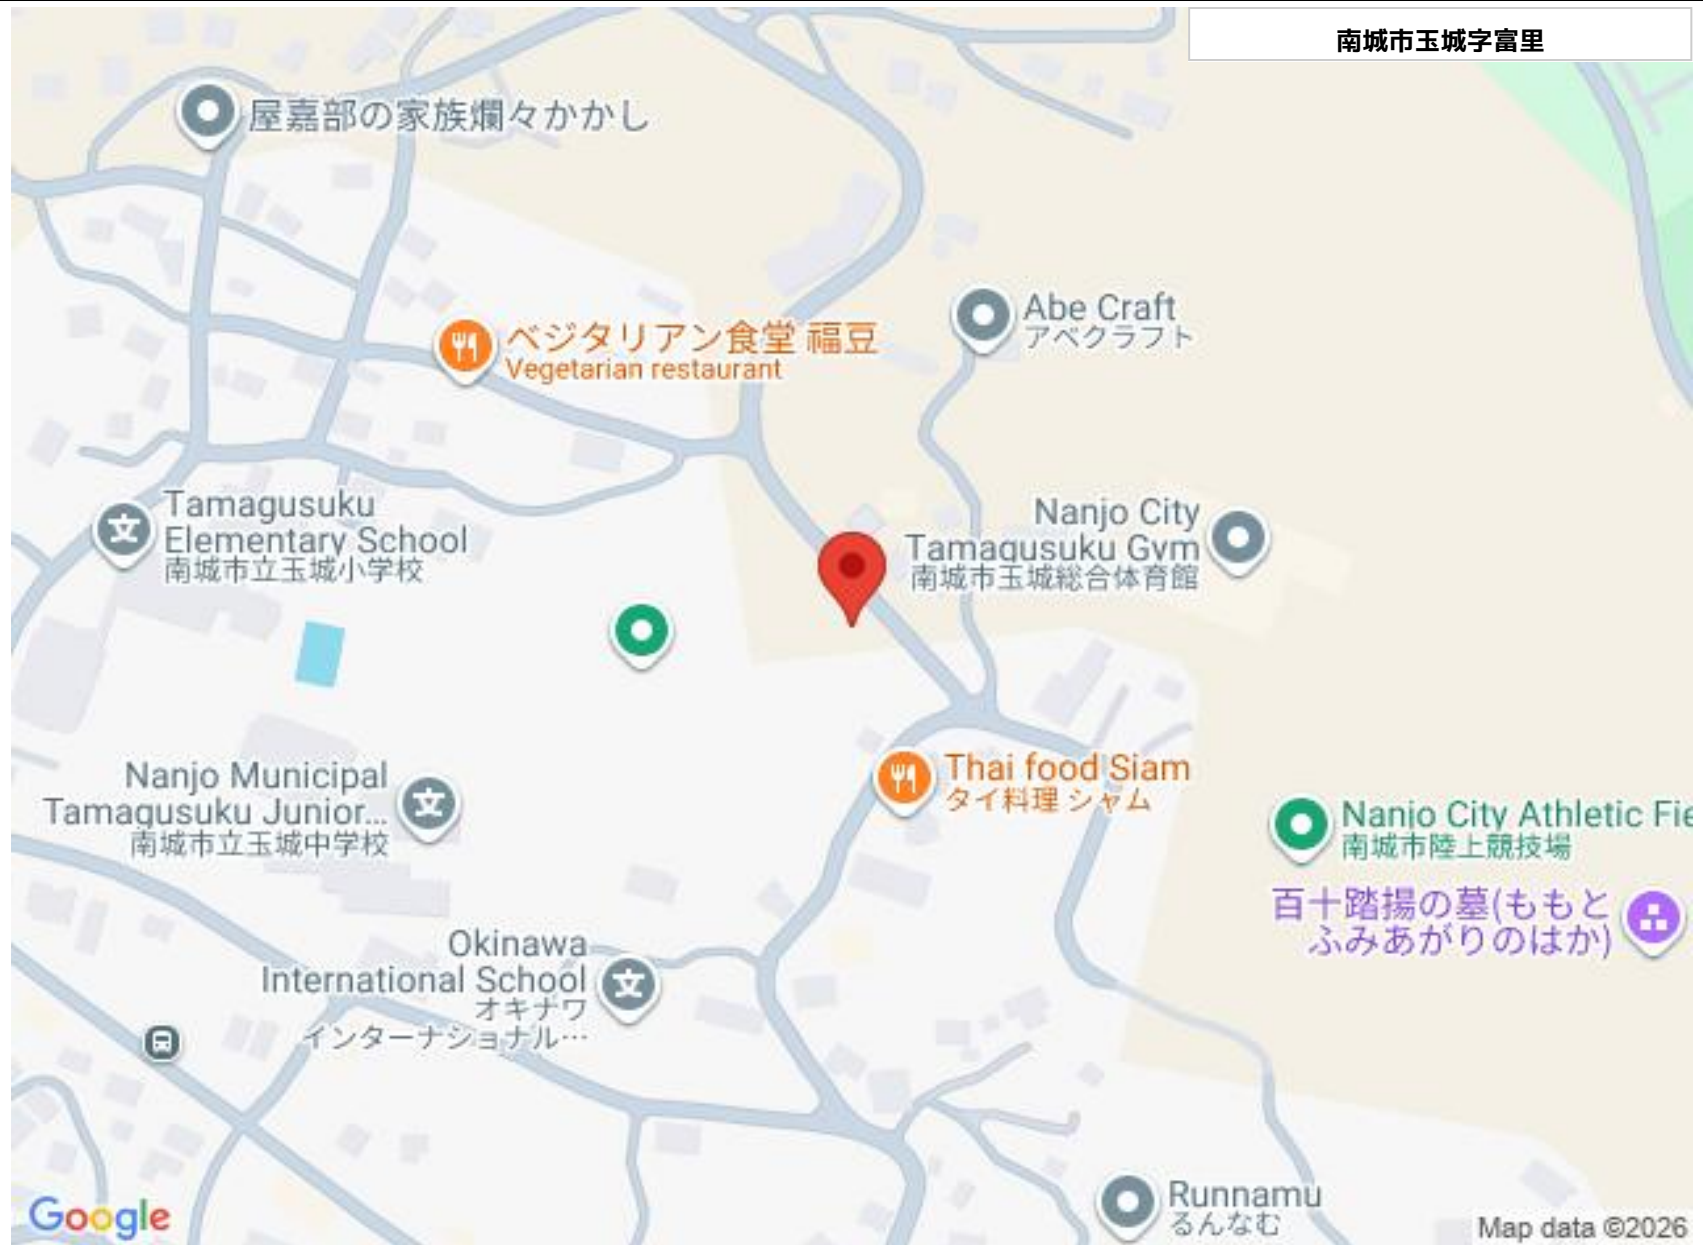 南城市玉城字富里
屋嘉部の家族爛々かかし
Abe Craft
アベクラフト
ベジタリアン食堂 福豆
Vegetarian restaurant
Tamagusuku
Elementary School
南城市立玉城小学校
Nanjo City
Tamagusuku Gym
南城市玉城総合体育館
Nanjo Municipal
Tamagusuku Junior...
南城市立玉城中学校
Thai food Siam
タイ料理 シャム
Nanjo City Athletic Fie
南城市陸上競技場
百十踏揚の墓(ももと
ふみあがりのはか)
Okinawa
International School
オキナワ
インターナショナル…
Runnamu
るんなむ
Google
Map data ©2026